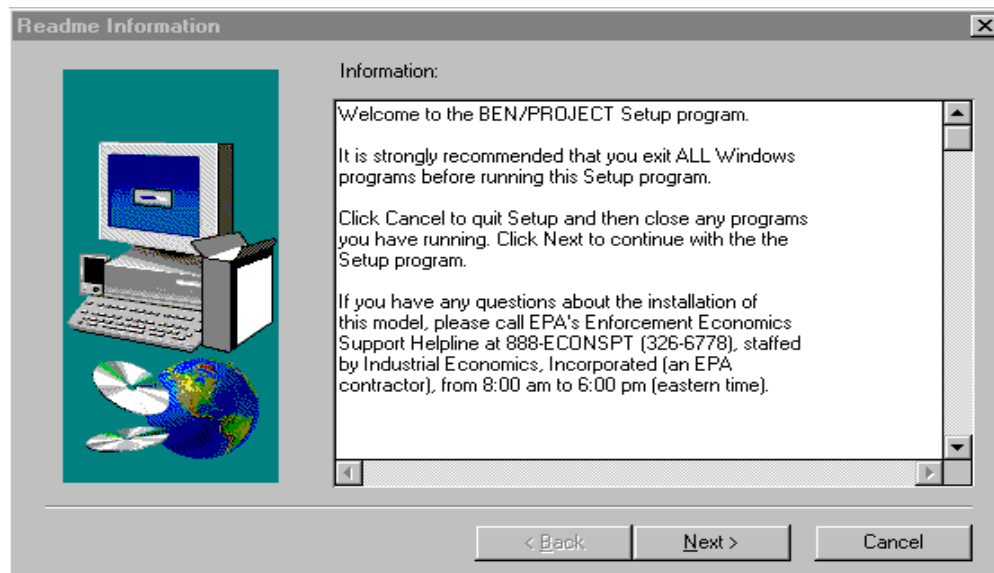 Readme Information
Information:
Welcome to the BEN/PROJECT Setup program.
It is strongly recommended that you exit ALL Windows
programs before running this Setup program.
Click Cancel to quit Setup and then close any programs
you have running. Click Next to continue with the the
Setup program.
If you have any questions about the installation of
this model, please call EPA's Enforcement Economics
Support Helpline at 888-ECONSPT (326-6778), staffed
by Industrial Economics, Incorporated (an EPA
contractor), from 8:00 am to 6:00 pm (eastern time).
< Back
Next >
Cancel